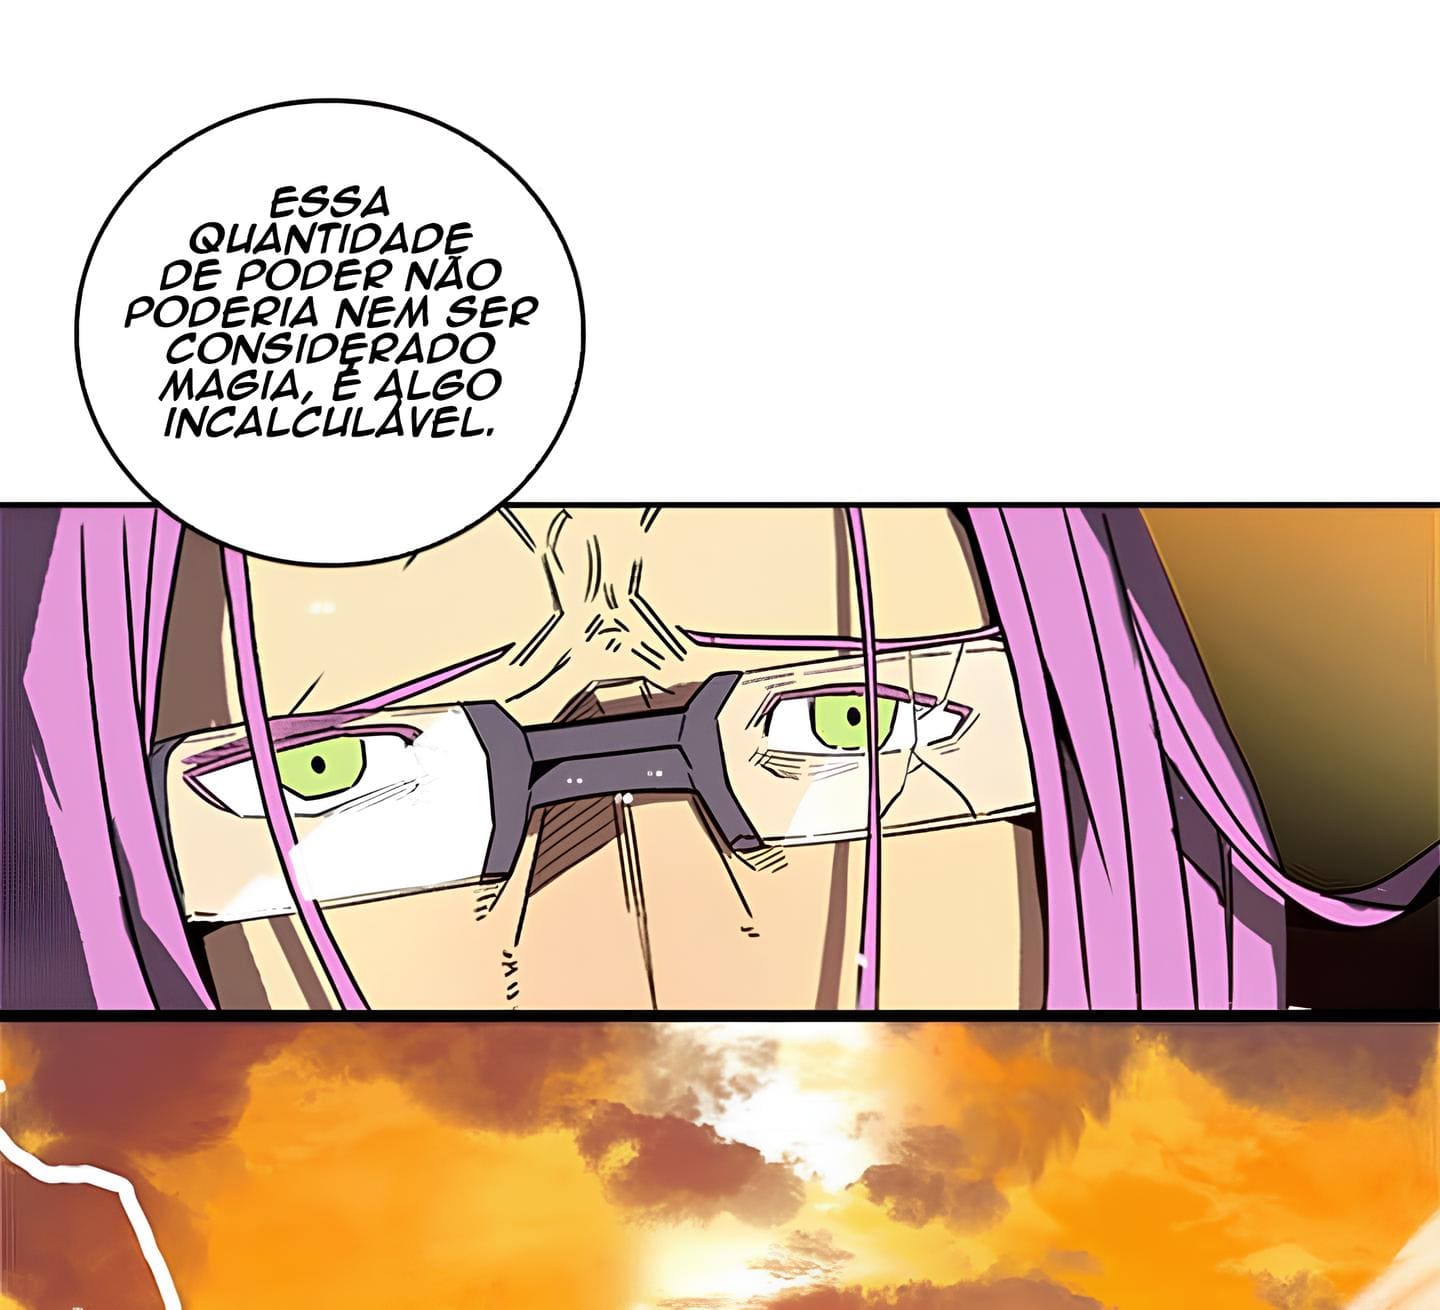 ESSA
QUANTIDADE
DE PODER NÃO
PODERIA NEM SER
CONSIDERADO
MAGIA, É ALGO
INCALCULÁVEL.